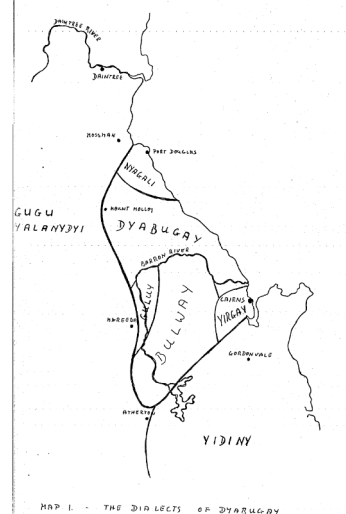 DAINTREE RIVER
DAINTREE
MOSSMAN
PORT DOUGLAS
NYAGALI
MOUNT MOLLOY
GUGU
YALANYDYI
DYABUGAY
BARRON RIVER
GULUY
CAIRNS
YIRGAY
MAREEBA
BULWAY
GORDONVALE
ATHERTON
YIDINY
MAP 1. - THE DIALECTS OF DYABUGAY